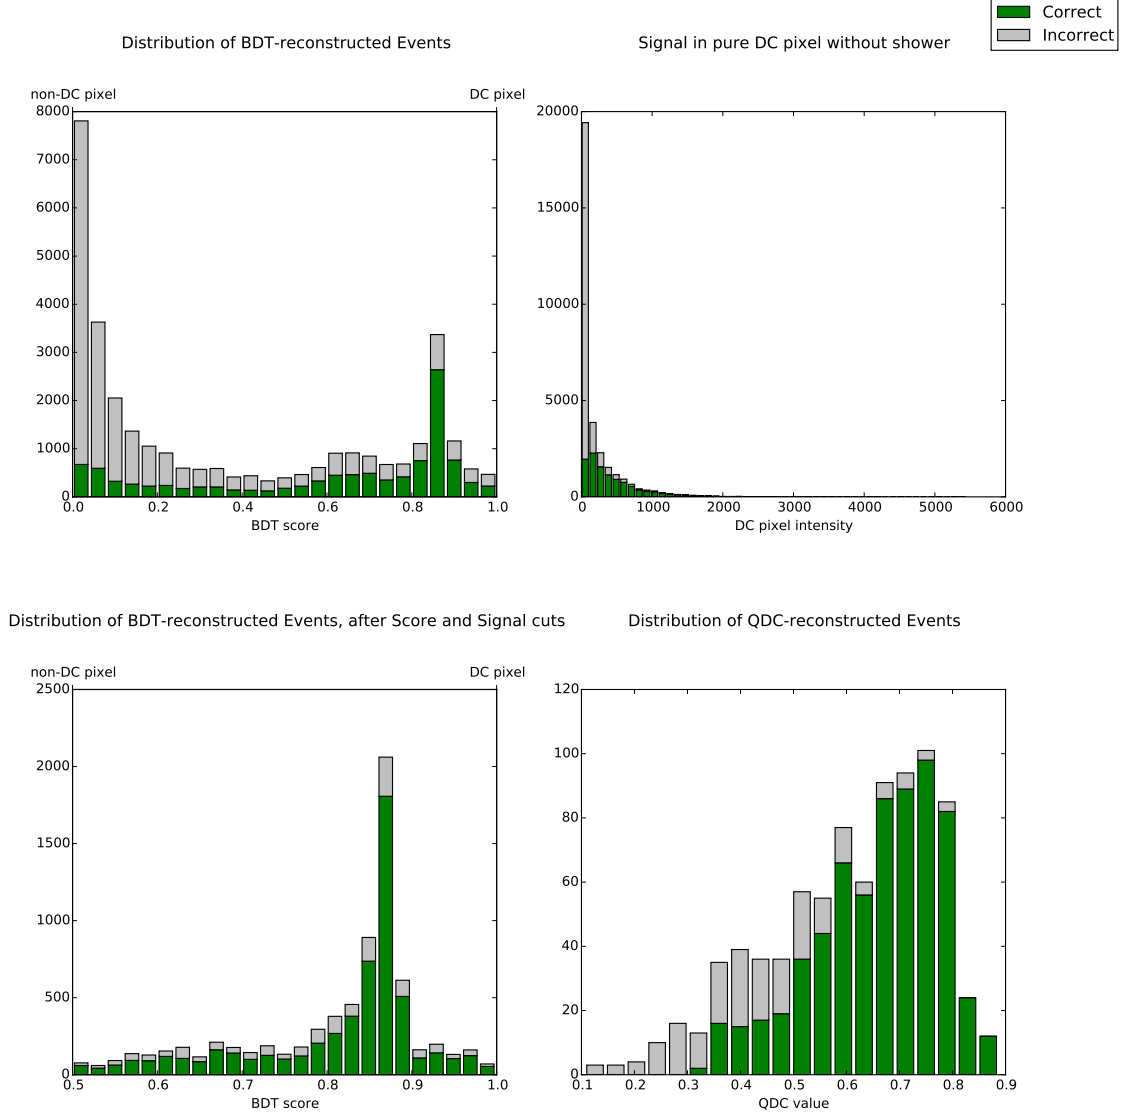 Correct
Incorrect
Distribution of BDT-reconstructed Events
Signal in pure DC pixel without shower
non-DC pixel
DC pixel
8000
7000
6000
5000
4000
3000
2000
1000
0
0.0 0.2 0.4 0.6 0.8 1.0
BDT score
20000
15000
10000
5000
0
0 1000 2000 3000 4000 5000 6000
DC pixel intensity
Distribution of BDT-reconstructed Events, after Score and Signal cuts
Distribution of QDC-reconstructed Events
non-DC pixel
DC pixel
2500
2000
1500
1000
500
0
0.5 0.6 0.7 0.8 0.9 1.0
BDT score
120
100
80
60
40
20
0
0.1 0.2 0.3 0.4 0.5 0.6 0.7 0.8 0.9
QDC value